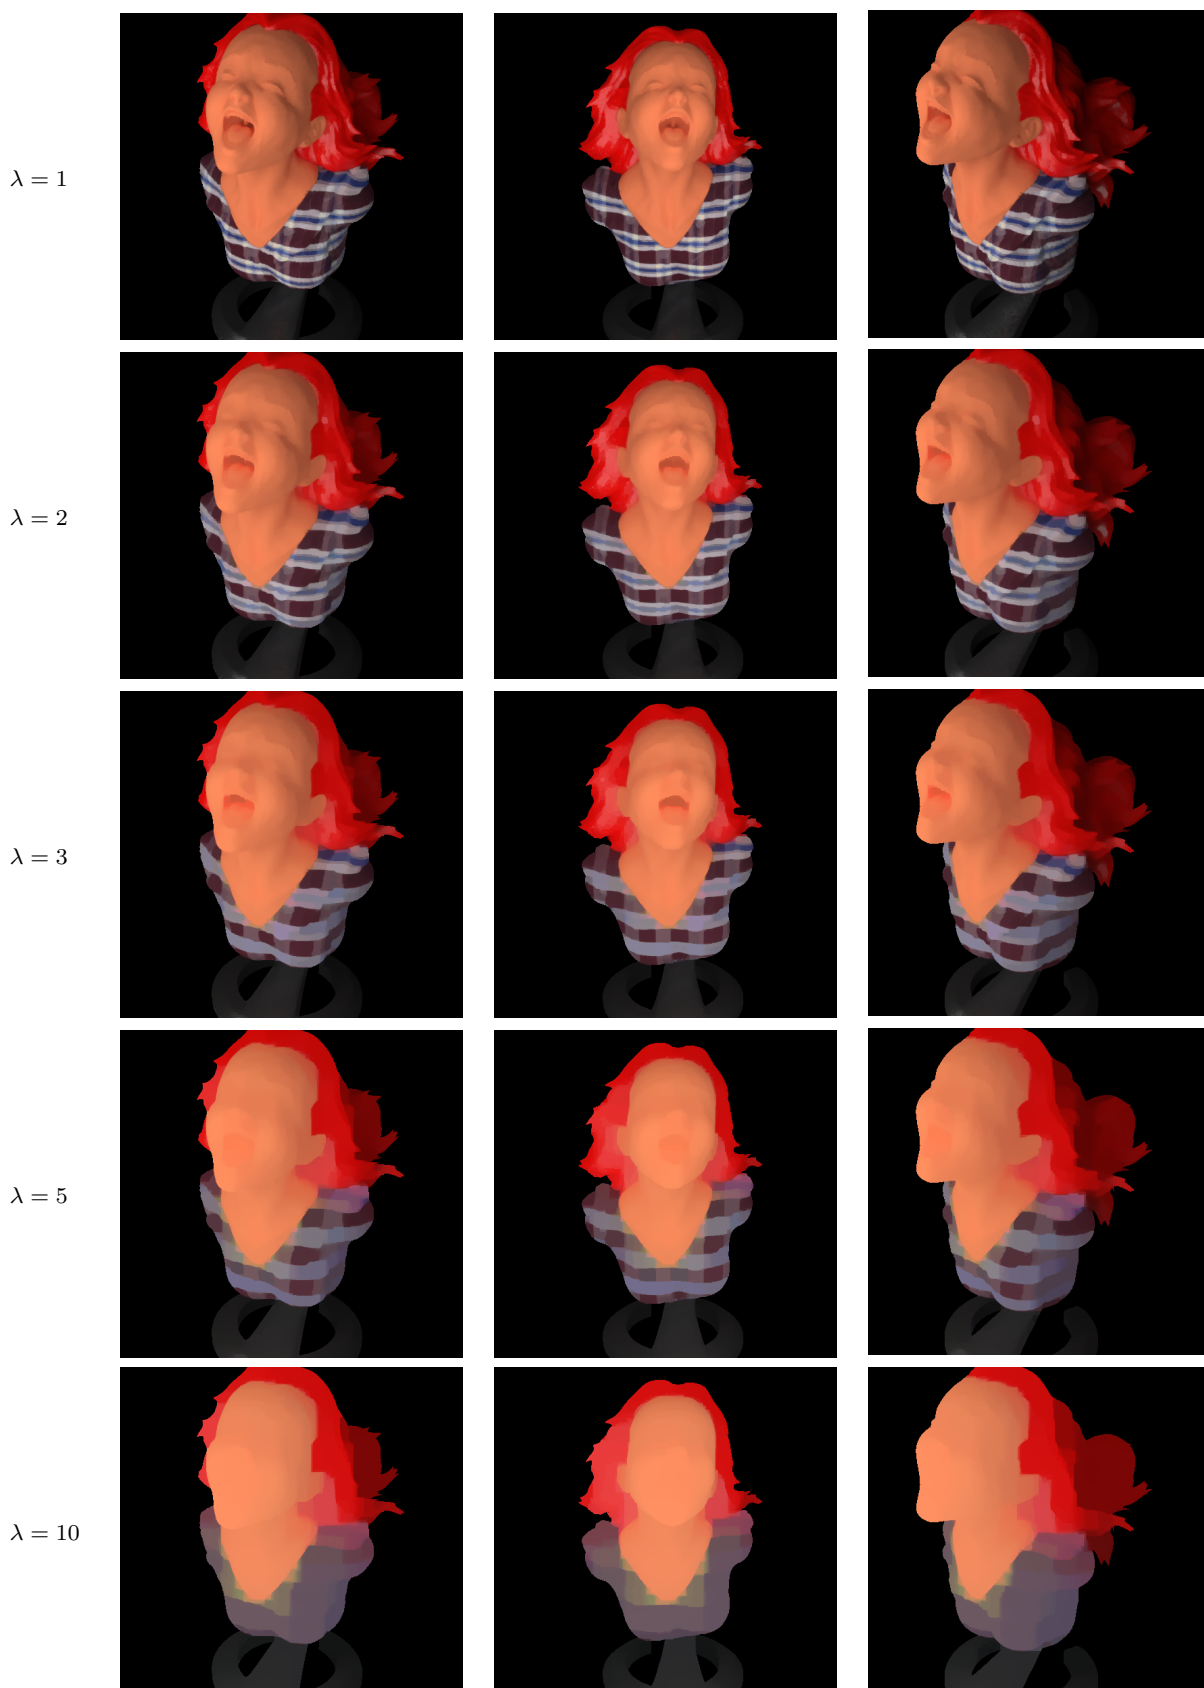 λ = 1
λ = 2
λ = 3
λ = 5
λ = 10